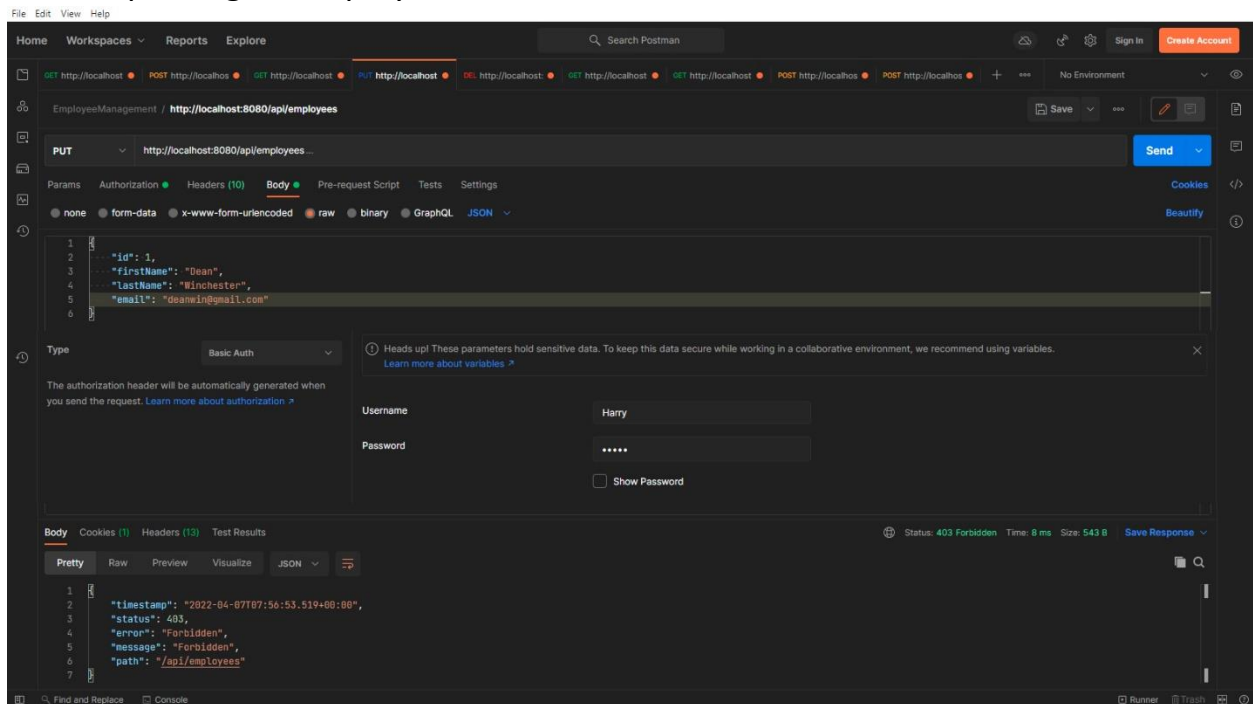 File Edit View Help
Home Workspaces Reports Explore Search Postman Sign In Create Account
GET http://localhost POST http://localhos GET http://localhost PUT http://localhost DEL http://localhost: GET http://localhost GET http://localhost POST http://localhos POST http://localhos + ••• No Environment
EmployeeManagement / http://localhost:8080/api/employees Save •••
PUT http://localhost:8080/api/employees... Send
Params Authorization Headers (10) Body Pre-request Script Tests Settings Cookies
none form-data x-www-form-urlencoded raw binary GraphQL JSON Beautify
1 {
2 "id": 1,
3 "firstName": "Dean",
4 "lastName": "Winchester",
5 "email": "deanwin@gmail.com"
6 }
Type Basic Auth Heads up! These parameters hold sensitive data. To keep this data secure while working in a collaborative environment, we recommend using variables.
Learn more about variables ↗
The authorization header will be automatically generated when
you send the request. Learn more about authorization ↗
Username Harry
Password •••••
Show Password
Body Cookies (1) Headers (13) Test Results Status: 403 Forbidden Time: 8 ms Size: 543 B Save Response
Pretty Raw Preview Visualize JSON
1 {
2 "timestamp": "2022-04-07T07:56:53.519+00:00",
3 "status": 403,
4 "error": "Forbidden",
5 "message": "Forbidden",
6 "path": "/api/employees"
7 }
Find and Replace Console Runner Trash